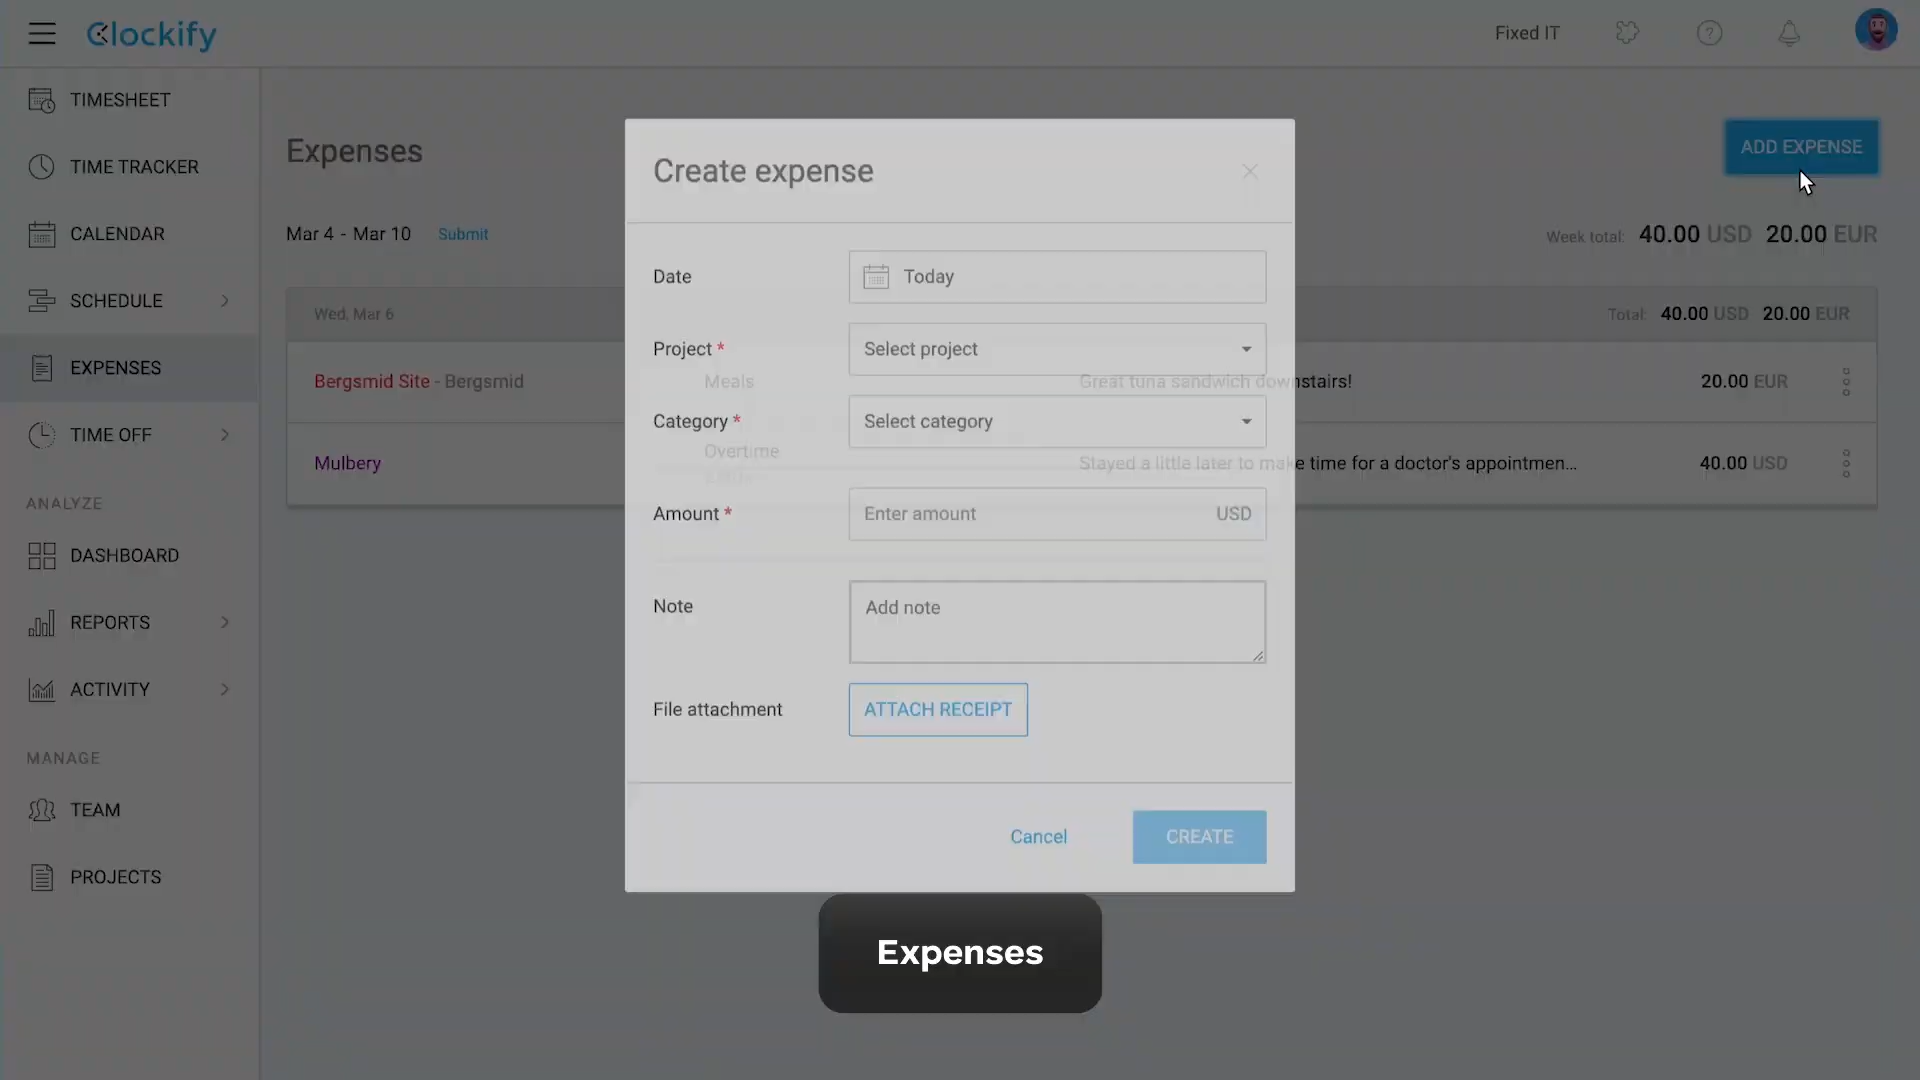 Clockify
Fixed IT
TIMESHEET
TIME TRACKER
CALENDAR
SCHEDULE
EXPENSES
TIME OFF
ANALYZE
DASHBOARD
REPORTS
ACTIVITY
MANAGE
TEAM
PROJECTS
Expenses
ADD EXPENSE
Mar 4 - Mar 10 Submit
Week total: 40.00 USD 20.00 EUR
Wed, Mar 6
Total: 40.00 USD 20.00 EUR
Bergsmid Site - Bergsmid
Meals
Great tuna sandwich downstairs!
20.00 EUR
Mulbery
Overtime
Stayed a little later to make time for a doctor's appointmen...
40.00 USD
Create expense
Date
Today
Project *
Select project
Category *
Select category
Amount *
Enter amount USD
Note
Add note
File attachment
ATTACH RECEIPT
Cancel
CREATE
Expenses